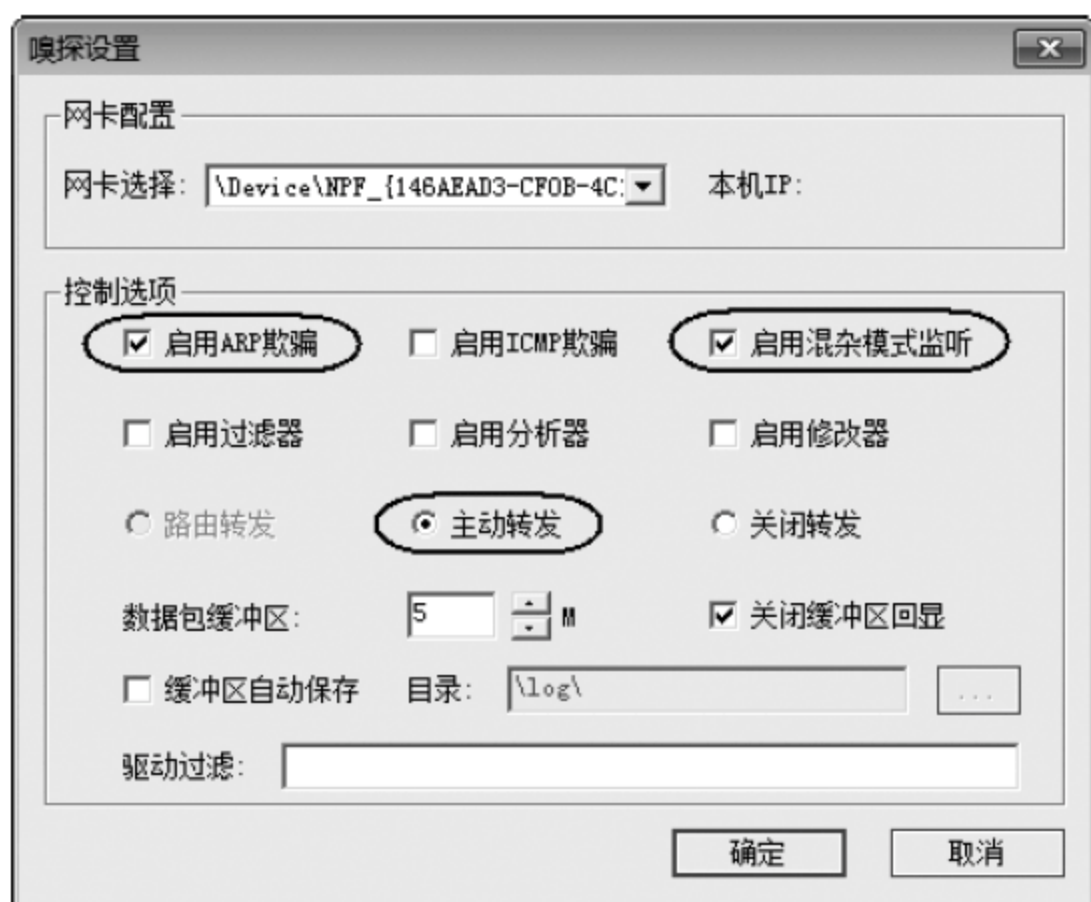 嗅探设置
网卡配置
网卡选择: \Device\NPF_{146AEAD3-CF0B-4C 本机IP:
控制选项
启用ARP欺骗 启用ICMP欺骗 启用混杂模式监听
启用过滤器 启用分析器 启用修改器
路由转发 主动转发 关闭转发
数据包缓冲区: 5 M 关闭缓冲区回显
缓冲区自动保存 目录: \log\ ...
驱动过滤:
确定 取消